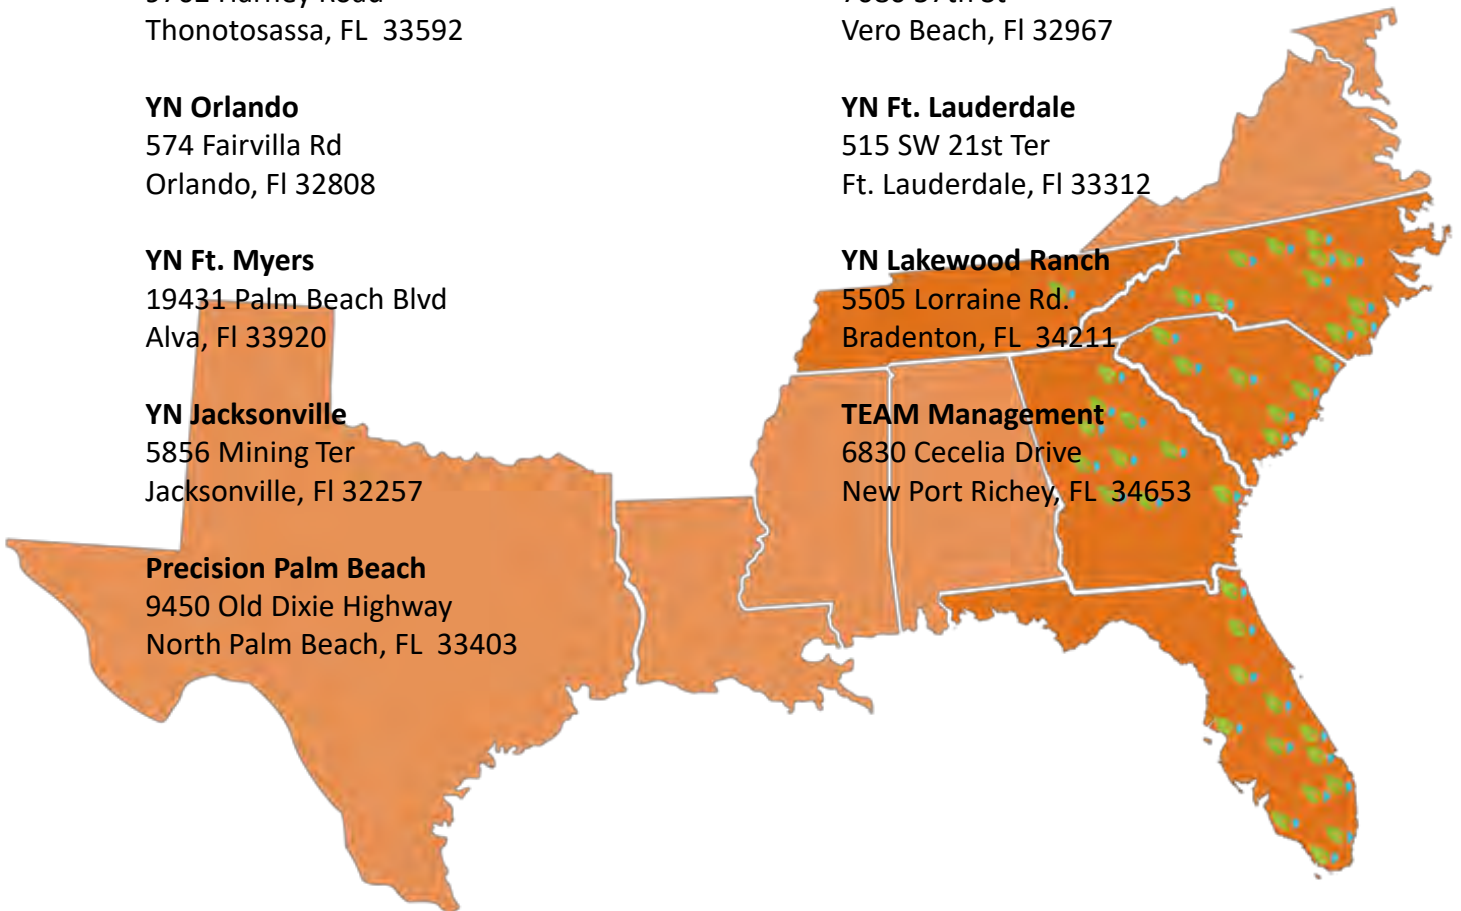 Thonotosassa, FL  33592
YN Orlando
574 Fairvilla Rd
Orlando, Fl 32808
YN Ft. Myers
19431 Palm Beach Blvd
Alva, Fl 33920
YN Jacksonville
5856 Mining Ter
Jacksonville, Fl 32257
Precision Palm Beach
9450 Old Dixie Highway
North Palm Beach, FL  33403
Vero Beach, Fl 32967
YN Ft. Lauderdale
515 SW 21st Ter
Ft. Lauderdale, Fl 33312
YN Lakewood Ranch
5505 Lorraine Rd.
Bradenton, FL  34211
TEAM Management
6830 Cecelia Drive
New Port Richey, FL  34653